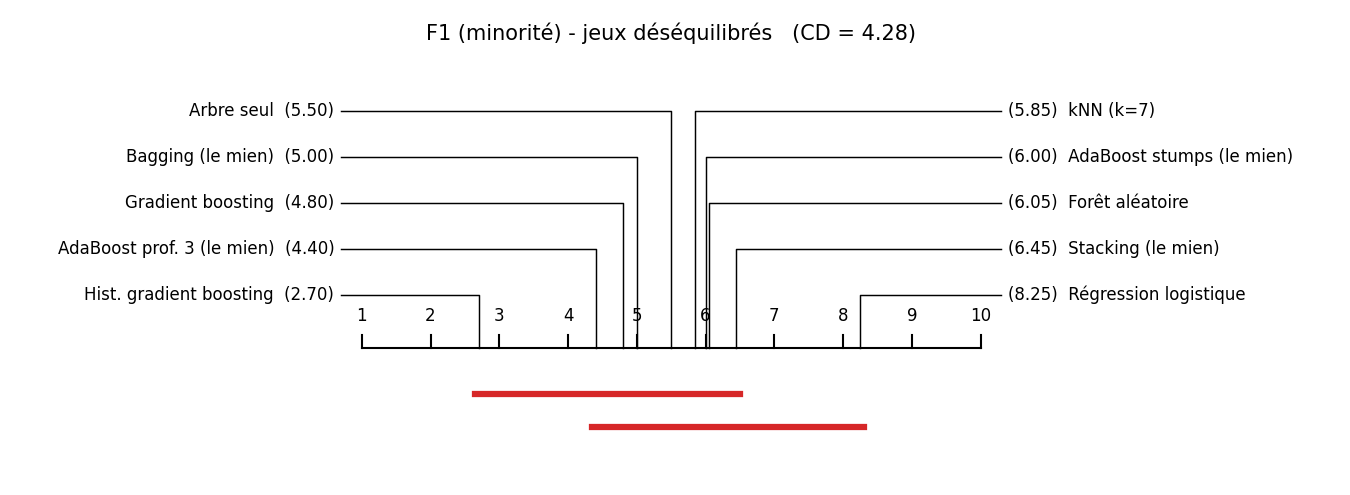 F1 (minorité) - jeux déséquilibrés   (CD = 4.28)
Arbre seul  (5.50)
(5.85)  kNN (k=7)
Bagging (le mien)  (5.00)
(6.00)  AdaBoost stumps (le mien)
Gradient boosting  (4.80)
(6.05)  Forêt aléatoire
AdaBoost prof. 3 (le mien)  (4.40)
(6.45)  Stacking (le mien)
Hist. gradient boosting  (2.70)
(8.25)  Régression logistique
1 2 3 4 5 6 7 8 9 10